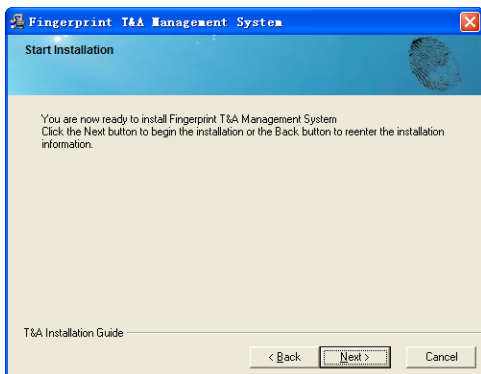 Fingerprint T&A Management System
Start Installation
You are now ready to install Fingerprint T&A Management System
Click the Next button to begin the installation or the Back button to reenter the installation
information.
T&A Installation Guide
< Back
Next >
Cancel